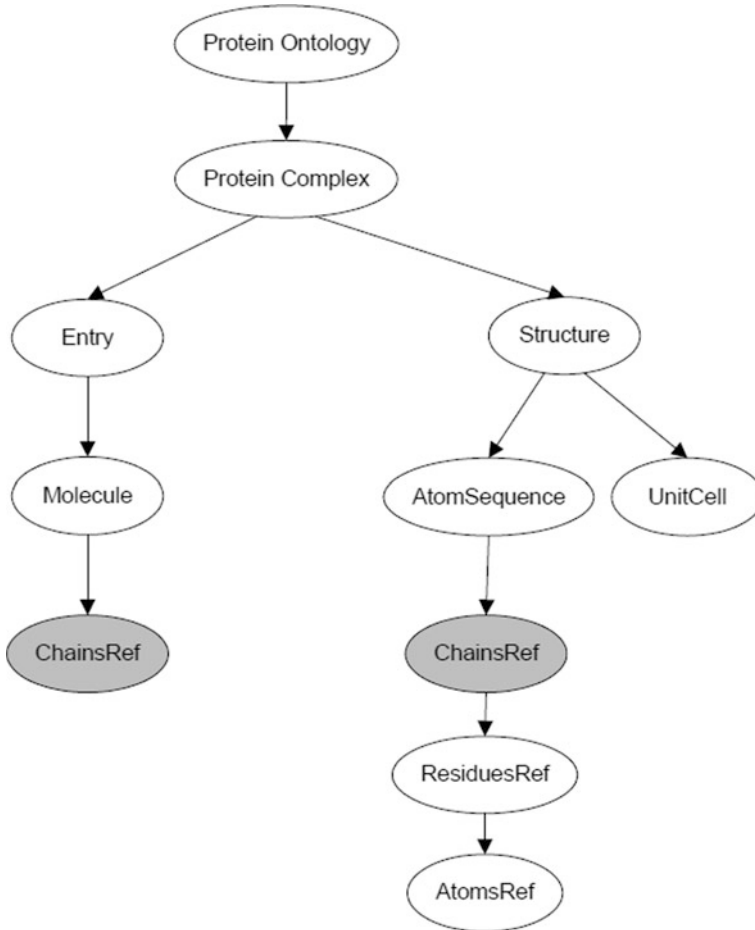 Protein Ontology
Protein Complex
Entry
Structure
Molecule
AtomSequence
UnitCell
ChainsRef
ChainsRef
ResiduesRef
AtomsRef